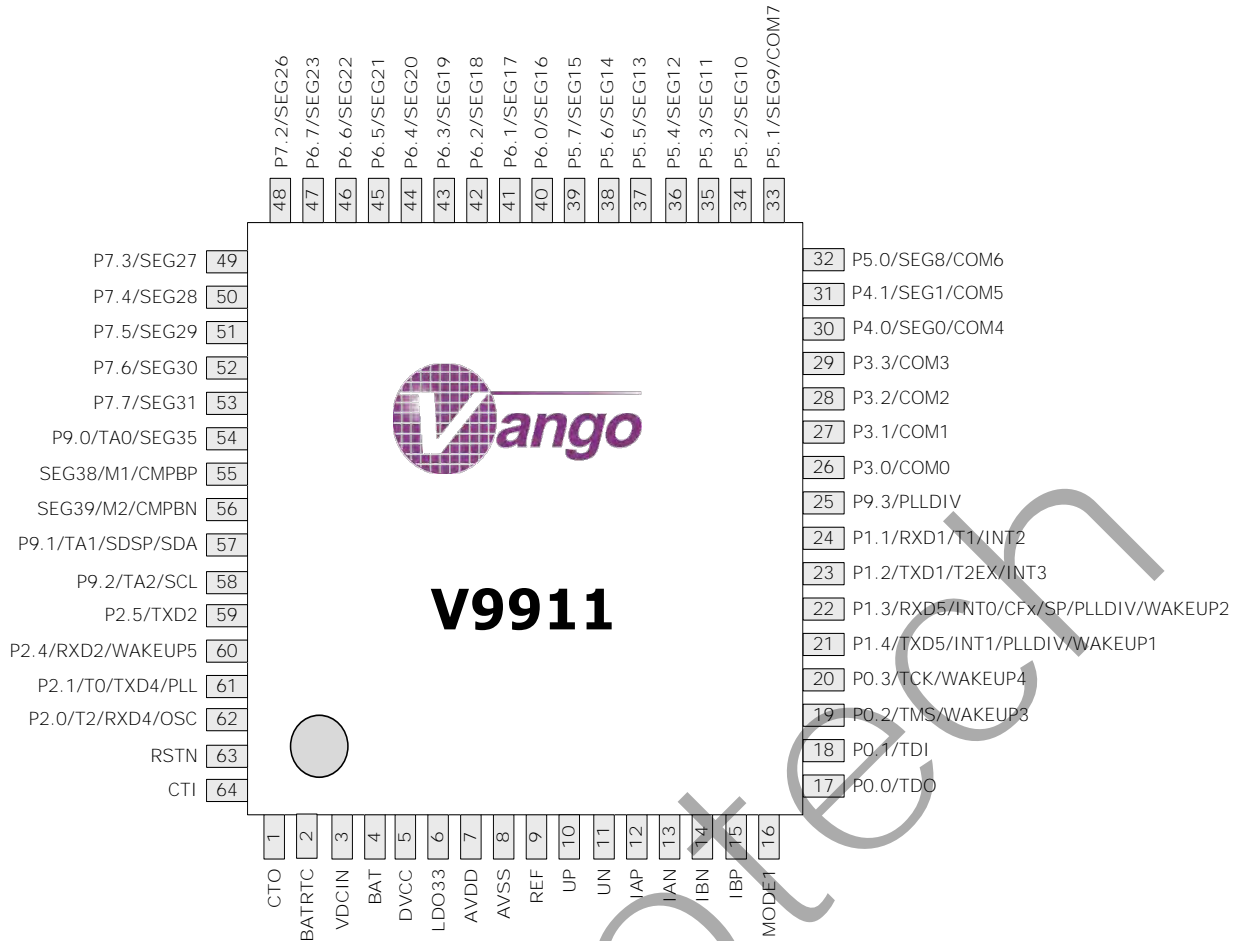 P7.2/SEG26
P6.7/SEG23
P6.6/SEG22
P6.5/SEG21
P6.4/SEG20
P6.3/SEG19
P6.2/SEG18
P6.1/SEG17
P6.0/SEG16
P5.7/SEG15
P5.6/SEG14
P5.5/SEG13
P5.4/SEG12
P5.3/SEG11
P5.2/SEG10
P5.1/SEG9/COM7
48
47
46
45
44
43
42
41
40
39
38
37
36
35
34
33
P7.3/SEG27 49
P7.4/SEG28 50
P7.5/SEG29 51
P7.6/SEG30 52
P7.7/SEG31 53
P9.0/TA0/SEG35 54
SEG38/M1/CMPBP 55
SEG39/M2/CMPBN 56
P9.1/TA1/SDSP/SDA 57
P9.2/TA2/SCL 58
P2.5/TXD2 59
P2.4/RXD2/WAKEUP5 60
P2.1/T0/TXD4/PLL 61
P2.0/T2/RXD4/OSC 62
RSTN 63
CTI 64
Vango
V9911
32 P5.0/SEG8/COM6
31 P4.1/SEG1/COM5
30 P4.0/SEG0/COM4
29 P3.3/COM3
28 P3.2/COM2
27 P3.1/COM1
26 P3.0/COM0
25 P9.3/PLLDIV
24 P1.1/RXD1/T1/INT2
23 P1.2/TXD1/T2EX/INT3
22 P1.3/RXD5/INT0/CFx/SP/PLLDIV/WAKEUP2
21 P1.4/TXD5/INT1/PLLDIV/WAKEUP1
20 P0.3/TCK/WAKEUP4
19 P0.2/TMS/WAKEUP3
18 P0.1/TDI
17 P0.0/TDO
1
2
3
4
5
6
7
8
9
10
11
12
13
14
15
16
CTO
BATRTC
VDCIN
BAT
DVCC
LDO33
AVDD
AVSS
REF
UP
UN
IAP
IAN
IBN
IBP
MODE1